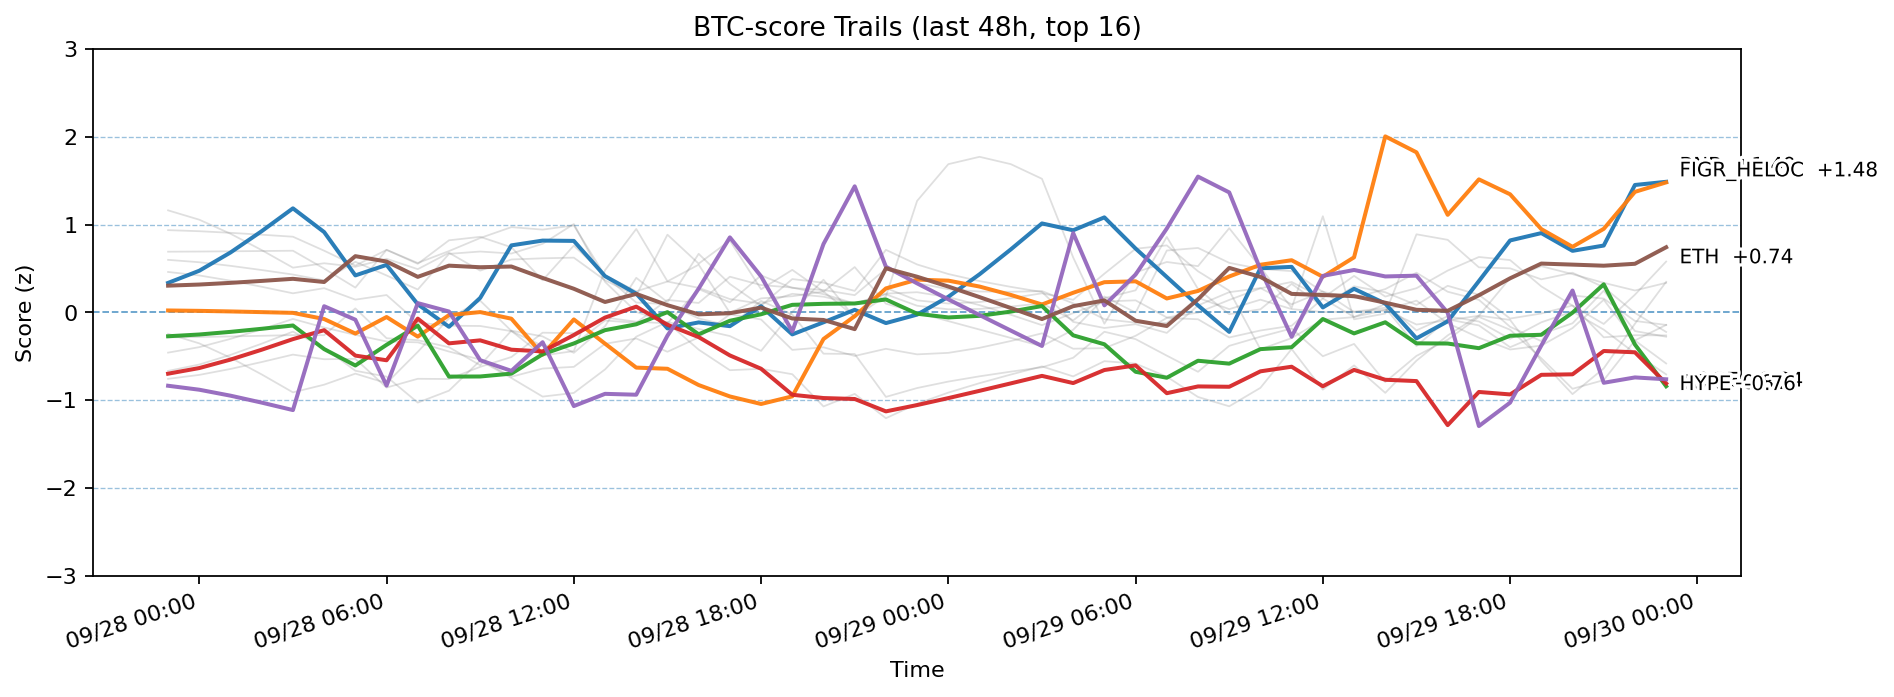 BTC-score Trails (last 48h, top 16)
Score (z)
3
2
1
0
−1
−2
−3
FIGR_HELOC +1.48
ETH +0.74
HYPE -0.76
09/28 00:00
09/28 06:00
09/28 12:00
09/28 18:00
09/29 00:00
09/29 06:00
09/29 12:00
09/29 18:00
09/30 00:00
Time